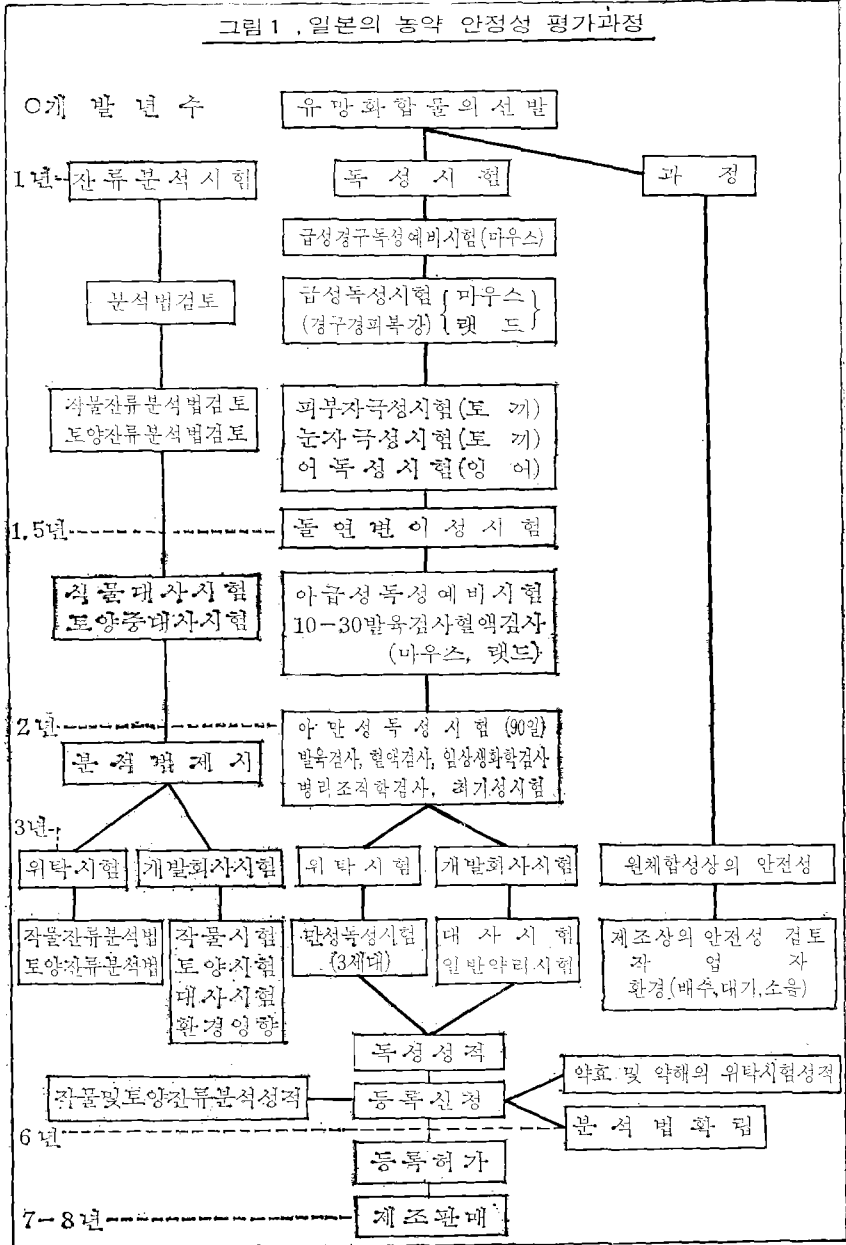 그림 1 , 일본의 농약 안정성 평가과정
○개 발 년 수
유 망 화 합 물 의 선 발
1년
잔 류 분 석 시 험
독 성 시 험
과 정
급성경구독성예비시험(마우스)
분석법검토
급성독성시험 { 마우스 }
(경구경피복강) { 랫 드 }
작물잔류분석법검토
토양잔류분석법검토
피부자극성시험(토 끼)
눈자극성시험(토 끼)
어 독 성 시 험(잉 어)
1.5년
돌 연 변 이 성 시 험
식 물 대 사 시 험
토양중대사시험
아급성독성예비시험
10-30발육검사혈액검사
(마우스, 랫드)
2년
아 만 성 독 성 시 험 (90일)
발육검사, 혈액검사, 임상생화학검사
병리조직학검사, 최기성시험
분 석 법 제 시
3년
위탁시험
개발회사시험
위 탁 시 험
개발회사시험
원체합성상의 안전성
작물잔류분석법
토양잔류분석법
작 물 시 험
토 양 시 험
대 사 시 험
환 경 영 향
만성독성시험
(3세대)
대 사 시 험
일반약리시험
제조상의 안전성 검토
작 업 자
환경(배수,대기,소음)
독 성 성 적
약효 및 약해의 위탁시험성적
작물및토양잔류분석성적
등 록 신 청
분 석 법 확 립
6년
등 록 허 가
7-8년
제 조 판 매